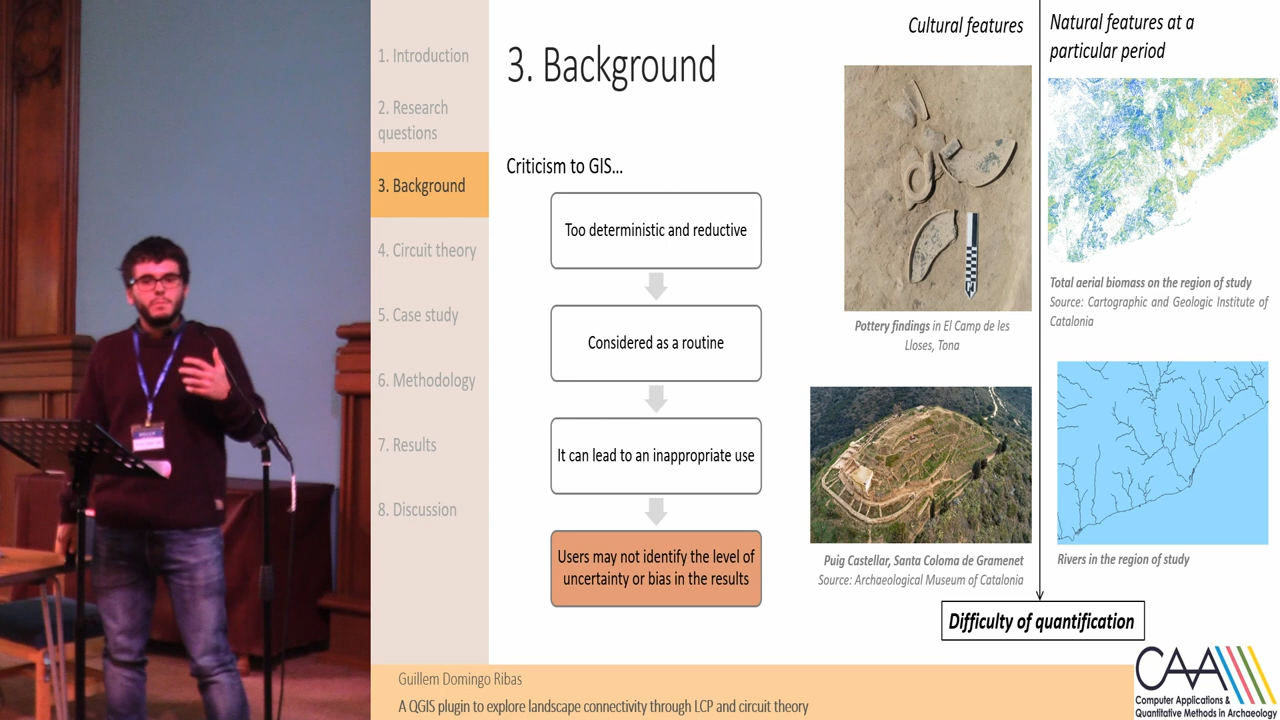 1. Introduction
2. Research
questions
3. Background
4. Circuit theory
5. Case study
6. Methodology
7. Results
8. Discussion
3. Background
Criticism to GIS...
Too deterministic and reductive
Considered as a routine
It can lead to an inappropriate use
Users may not identify the level of
uncertainty or bias in the results
Cultural features
Pottery findings in El Camp de les
Lloses, Tona
Puig Castellar, Santa Coloma de Gramenet
Source: Archaeological Museum of Catalonia
Natural features at a
particular period
Total aerial biomass on the region of study
Source: Cartographic and Geologic Institute of
Catalonia
Rivers in the region of study
Difficulty of quantification
Guillem Domingo Ribas
A QGIS plugin to explore landscape connectivity through LCP and circuit theory
CAA
Computer Applications &
Quantitative Methods in Archaeology